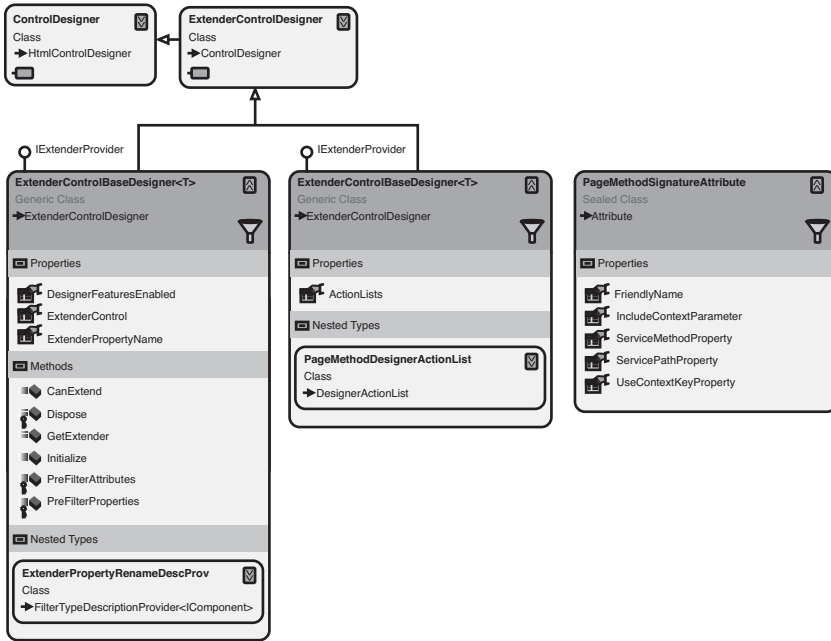 ControlDesigner
Class
HtmlControlDesigner
ExtenderControlDesigner
Class
ControlDesigner
IExtenderProvider
ExtenderControlBaseDesigner<T>
Generic Class
ExtenderControlDesigner
Properties
DesignerFeaturesEnabled
ExtenderControl
ExtenderPropertyName
Methods
CanExtend
Dispose
GetExtender
Initialize
PreFilterAttributes
PreFilterProperties
Nested Types
ExtenderPropertyRenameDescProv
Class
FilterTypeDescriptionProvider<IComponent>
IExtenderProvider
ExtenderControlBaseDesigner<T>
Generic Class
ExtenderControlDesigner
Properties
ActionLists
Nested Types
PageMethodDesignerActionList
Class
DesignerActionList
PageMethodSignatureAttribute
Sealed Class
Attribute
Properties
FriendlyName
IncludeContextParameter
ServiceMethodProperty
ServicePathProperty
UseContextKeyProperty